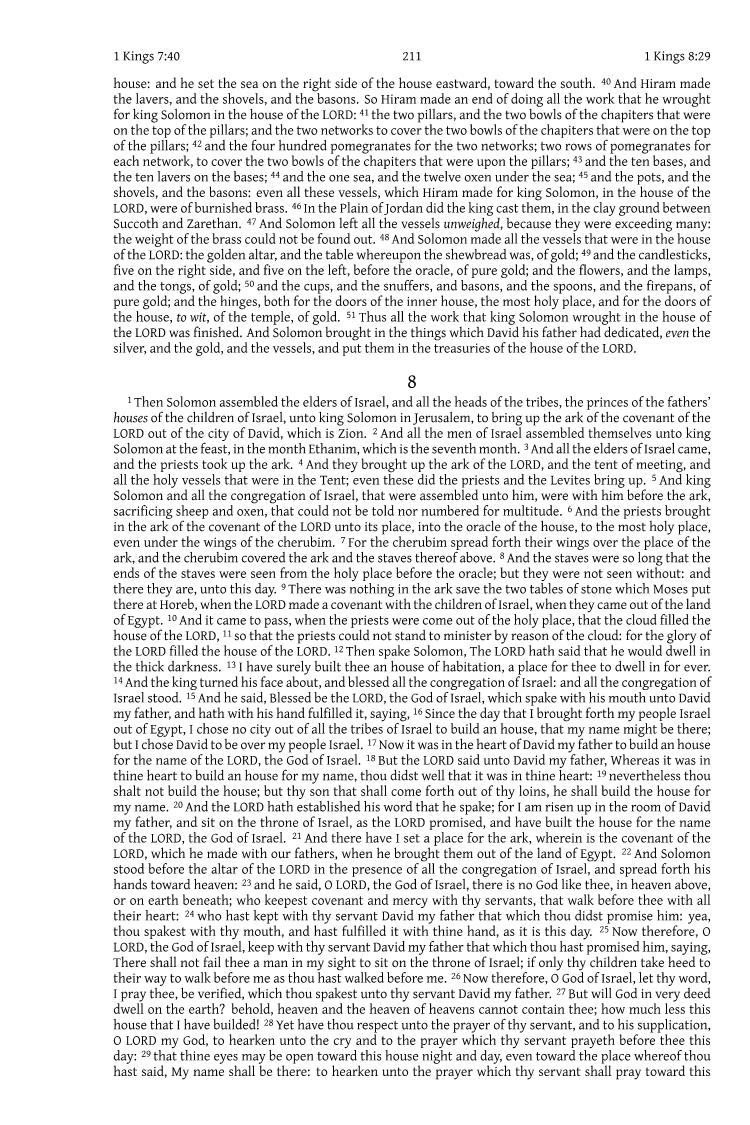 1 Kings 7:40 211 1 Kings 8:29
house: and he set the sea on the right side of the house eastward, toward the south. 40 And Hiram made
the lavers, and the shovels, and the basons. So Hiram made an end of doing all the work that he wrought
for king Solomon in the house of the LORD: 41 the two pillars, and the two bowls of the chapiters that were
on the top of the pillars; and the two networks to cover the two bowls of the chapiters that were on the top
of the pillars; 42 and the four hundred pomegranates for the two networks; two rows of pomegranates for
each network, to cover the two bowls of the chapiters that were upon the pillars; 43 and the ten bases, and
the ten lavers on the bases; 44 and the one sea, and the twelve oxen under the sea; 45 and the pots, and the
shovels, and the basons: even all these vessels, which Hiram made for king Solomon, in the house of the
LORD, were of burnished brass. 46 In the Plain of Jordan did the king cast them, in the clay ground between
Succoth and Zarethan. 47 And Solomon left all the vessels unweighed, because they were exceeding many:
the weight of the brass could not be found out. 48 And Solomon made all the vessels that were in the house
of the LORD: the golden altar, and the table whereupon the shewbread was, of gold; 49 and the candlesticks,
five on the right side, and five on the left, before the oracle, of pure gold; and the flowers, and the lamps,
and the tongs, of gold; 50 and the cups, and the snuffers, and basons, and the spoons, and the firepans, of
pure gold; and the hinges, both for the doors of the inner house, the most holy place, and for the doors of
the house, to wit, of the temple, of gold. 51 Thus all the work that king Solomon wrought in the house of
the LORD was finished. And Solomon brought in the things which David his father had dedicated, even the
silver, and the gold, and the vessels, and put them in the treasuries of the house of the LORD.
8
1 Then Solomon assembled the elders of Israel, and all the heads of the tribes, the princes of the fathers’
houses of the children of Israel, unto king Solomon in Jerusalem, to bring up the ark of the covenant of the
LORD out of the city of David, which is Zion. 2 And all the men of Israel assembled themselves unto king
Solomon at the feast, in the month Ethanim, which is the seventh month. 3 And all the elders of Israel came,
and the priests took up the ark. 4 And they brought up the ark of the LORD, and the tent of meeting, and
all the holy vessels that were in the Tent; even these did the priests and the Levites bring up. 5 And king
Solomon and all the congregation of Israel, that were assembled unto him, were with him before the ark,
sacrificing sheep and oxen, that could not be told nor numbered for multitude. 6 And the priests brought
in the ark of the covenant of the LORD unto its place, into the oracle of the house, to the most holy place,
even under the wings of the cherubim. 7 For the cherubim spread forth their wings over the place of the
ark, and the cherubim covered the ark and the staves thereof above. 8 And the staves were so long that the
ends of the staves were seen from the holy place before the oracle; but they were not seen without: and
there they are, unto this day. 9 There was nothing in the ark save the two tables of stone which Moses put
there at Horeb, when the LORD made a covenant with the children of Israel, when they came out of the land
of Egypt. 10 And it came to pass, when the priests were come out of the holy place, that the cloud filled the
house of the LORD, 11 so that the priests could not stand to minister by reason of the cloud: for the glory of
the LORD filled the house of the LORD. 12 Then spake Solomon, The LORD hath said that he would dwell in
the thick darkness. 13 I have surely built thee an house of habitation, a place for thee to dwell in for ever.
14 And the king turned his face about, and blessed all the congregation of Israel: and all the congregation of
Israel stood. 15 And he said, Blessed be the LORD, the God of Israel, which spake with his mouth unto David
my father, and hath with his hand fulfilled it, saying, 16 Since the day that I brought forth my people Israel
out of Egypt, I chose no city out of all the tribes of Israel to build an house, that my name might be there;
but I chose David to be over my people Israel. 17 Now it was in the heart of David my father to build an house
for the name of the LORD, the God of Israel. 18 But the LORD said unto David my father, Whereas it was in
thine heart to build an house for my name, thou didst well that it was in thine heart: 19 nevertheless thou
shalt not build the house; but thy son that shall come forth out of thy loins, he shall build the house for
my name. 20 And the LORD hath established his word that he spake; for I am risen up in the room of David
my father, and sit on the throne of Israel, as the LORD promised, and have built the house for the name
of the LORD, the God of Israel. 21 And there have I set a place for the ark, wherein is the covenant of the
LORD, which he made with our fathers, when he brought them out of the land of Egypt. 22 And Solomon
stood before the altar of the LORD in the presence of all the congregation of Israel, and spread forth his
hands toward heaven: 23 and he said, O LORD, the God of Israel, there is no God like thee, in heaven above,
or on earth beneath; who keepest covenant and mercy with thy servants, that walk before thee with all
their heart: 24 who hast kept with thy servant David my father that which thou didst promise him: yea,
thou spakest with thy mouth, and hast fulfilled it with thine hand, as it is this day. 25 Now therefore, O
LORD, the God of Israel, keep with thy servant David my father that which thou hast promised him, saying,
There shall not fail thee a man in my sight to sit on the throne of Israel; if only thy children take heed to
their way to walk before me as thou hast walked before me. 26 Now therefore, O God of Israel, let thy word,
I pray thee, be verified, which thou spakest unto thy servant David my father. 27 But will God in very deed
dwell on the earth? behold, heaven and the heaven of heavens cannot contain thee; how much less this
house that I have builded! 28 Yet have thou respect unto the prayer of thy servant, and to his supplication,
O LORD my God, to hearken unto the cry and to the prayer which thy servant prayeth before thee this
day: 29 that thine eyes may be open toward this house night and day, even toward the place whereof thou
hast said, My name shall be there: to hearken unto the prayer which thy servant shall pray toward this